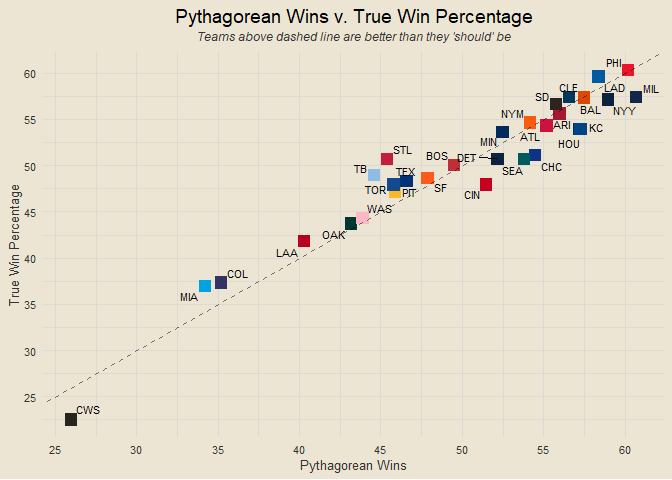 Pythagorean Wins v. True Win Percentage
Teams above dashed line are better than they 'should' be
True Win Percentage
60
55
50
45
40
35
30
25
PHI
CLE
LAD
MIL
SD
BAL
NYY
NYM
ARI
KC
ATL
HOU
MIN
STL
BOS
DET
SEA
CHC
TB
TEX
TOR
PIT
SF
CIN
WAS
OAK
LAA
COL
MIA
CWS
25
30
35
40
45
50
55
60
Pythagorean Wins